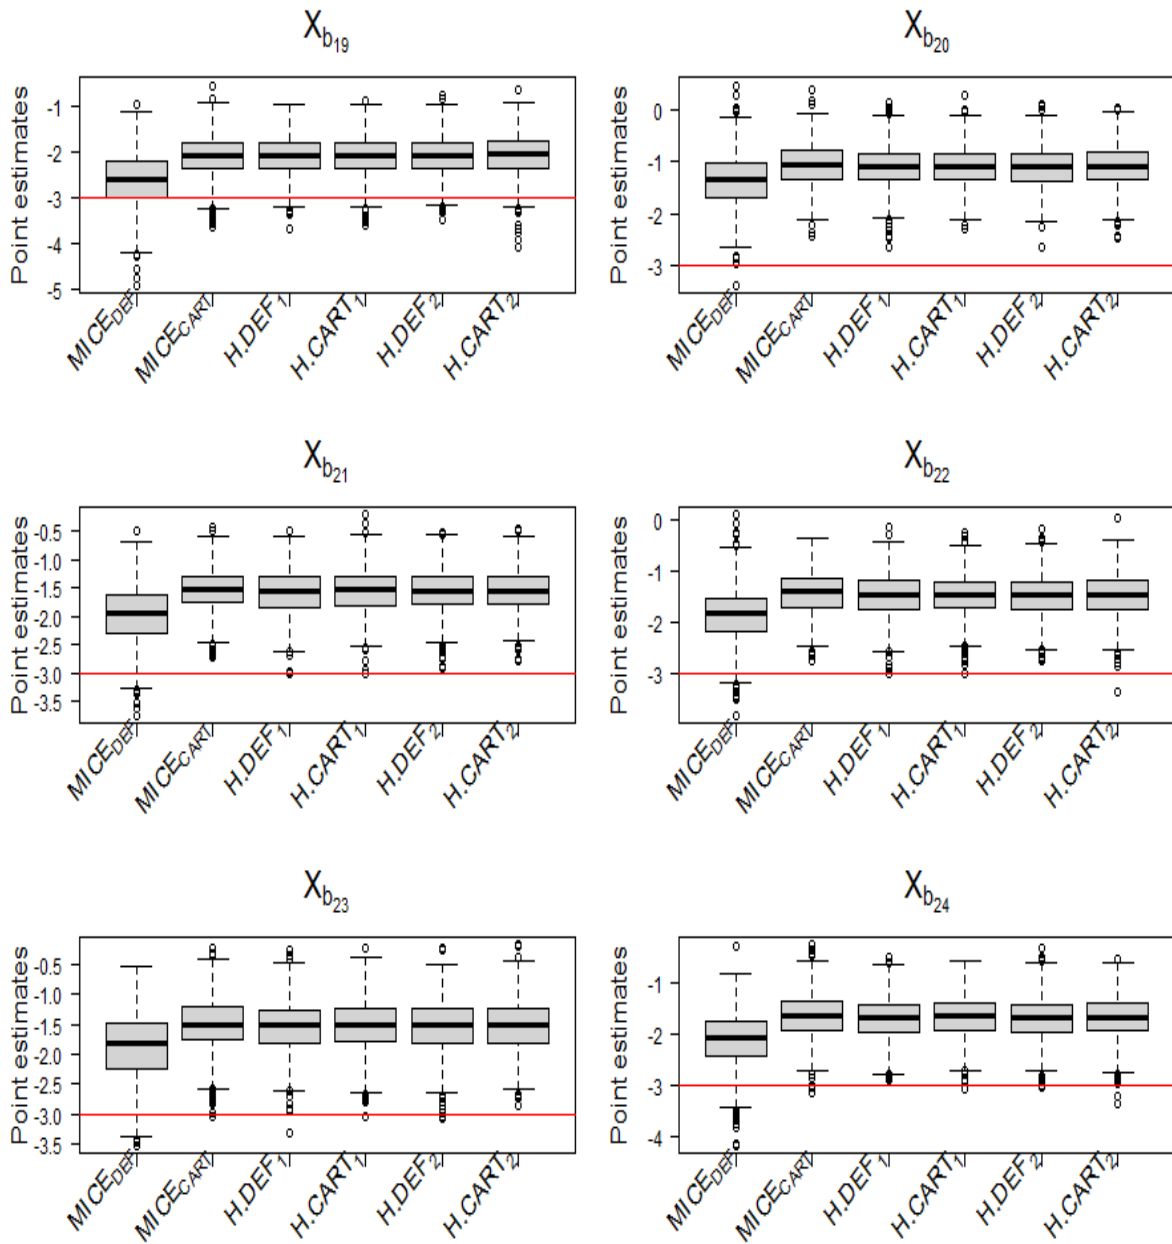 X_b19
Point estimates
-1
-2
-3
-4
-5
MICE_DEF
MICE_CART
H.DEF_1
H.CART_1
H.DEF_2
H.CART_2
X_b20
Point estimates
0
-1
-2
-3
MICE_DEF
MICE_CART
H.DEF_1
H.CART_1
H.DEF_2
H.CART_2
X_b21
Point estimates
-0.5
-1.0
-1.5
-2.0
-2.5
-3.0
-3.5
MICE_DEF
MICE_CART
H.DEF_1
H.CART_1
H.DEF_2
H.CART_2
X_b22
Point estimates
0
-1
-2
-3
MICE_DEF
MICE_CART
H.DEF_1
H.CART_1
H.DEF_2
H.CART_2
X_b23
Point estimates
-0.5
-1.0
-1.5
-2.0
-2.5
-3.0
-3.5
MICE_DEF
MICE_CART
H.DEF_1
H.CART_1
H.DEF_2
H.CART_2
X_b24
Point estimates
-1
-2
-3
-4
MICE_DEF
MICE_CART
H.DEF_1
H.CART_1
H.DEF_2
H.CART_2